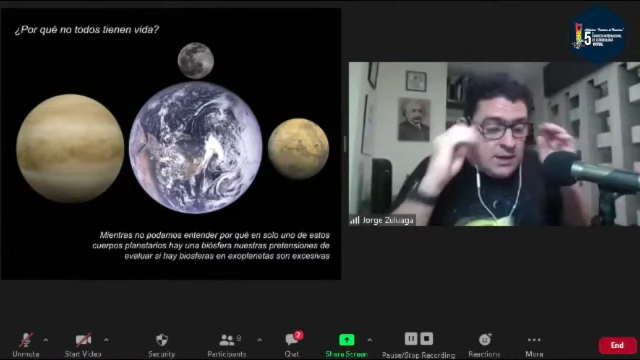 ¿Por qué no todos tienen vida?
Mientras no podamos entender por qué en solo uno de estos
cuerpos planetarios hay una biósfera nuestras pretensiones de
evaluar si hay biosferas en exoplanetas son excesivas
5°
Jorge Zuluaga
Unmute
Start Video
Security
Participants
Chat
Share Screen
Pause/Stop Recording
Reactions
More
End